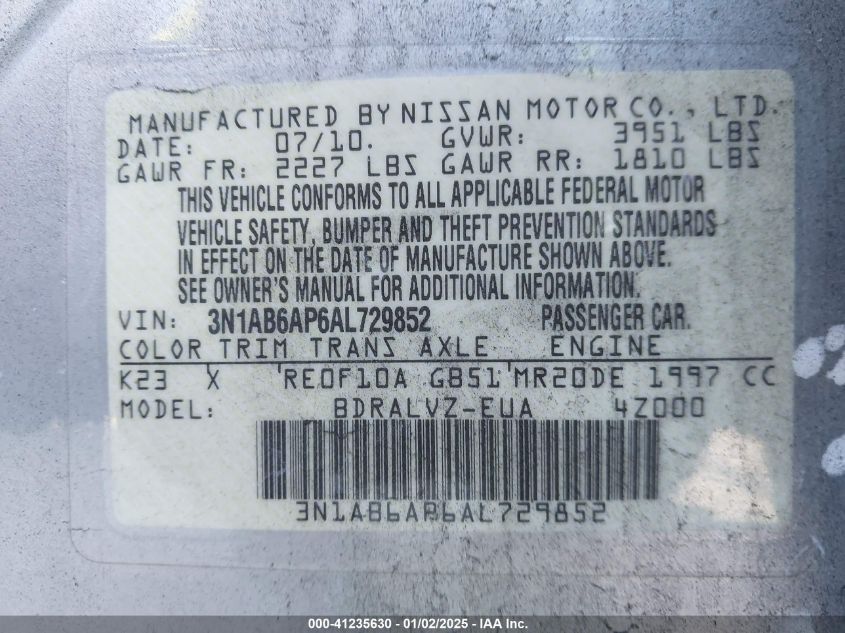 MANUFACTURED BY NISSAN MOTOR CO., LTD.
DATE: 07/10. GVWR: 3951 LBS
GAWR FR: 2227 LBS GAWR RR: 1810 LBS
THIS VEHICLE CONFORMS TO ALL APPLICABLE FEDERAL MOTOR
VEHICLE SAFETY, BUMPER AND THEFT PREVENTION STANDARDS
IN EFFECT ON THE DATE OF MANUFACTURE SHOWN ABOVE.
SEE OWNER'S MANUAL FOR ADDITIONAL INFORMATION.
VIN: 3N1AB6AP6AL729852 PASSENGER CAR.
COLOR TRIM TRANS AXLE ENGINE
K23 X RE0F10A GB51 MR20DE 1997 CC
MODEL: BDRALVZ-EUA 4Z000
3N1AB6AP6AL729852
000-41235630 - 01/02/2025 - IAA Inc.